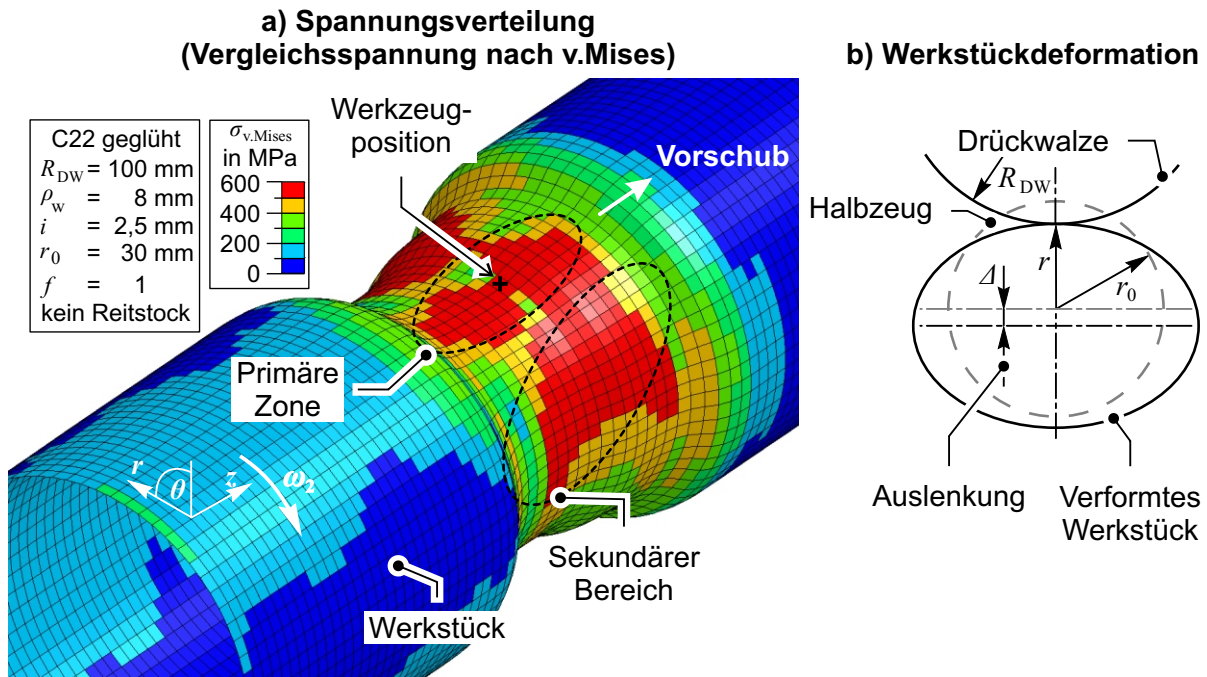 a) Spannungsverteilung
(Vergleichsspannung nach v.Mises)
b) Werkstückdeformation
C22 geglüht
R_DW = 100 mm
ρ_w = 8 mm
i = 2,5 mm
r_0 = 30 mm
f = 1
kein Reitstock
σ_v.Mises
in MPa
600
400
200
0
Werkzeug-
position
Vorschub
Primäre
Zone
r
θ
z
ω_2
Werkstück
Sekundärer
Bereich
Drückwalze
R_DW
Halbzeug
r
r_0
Δ
Auslenkung
Verformtes
Werkstück